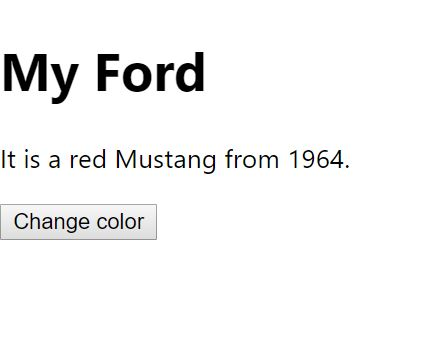 My Ford
It is a red Mustang from 1964.
Change color